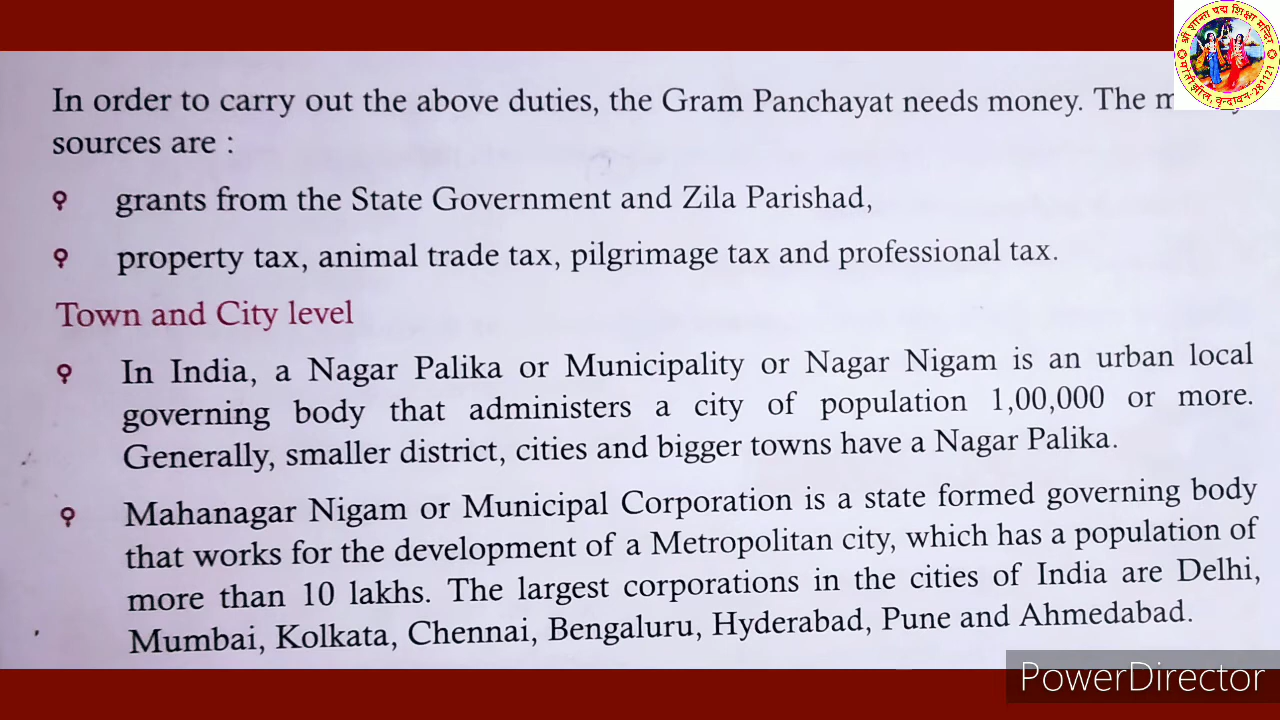 श्री शान्ता पद्म शिक्षा मन्दिर
मोतीझील, वृन्दावन-281121
In order to carry out the above duties, the Gram Panchayat needs money. The
sources are :
grants from the State Government and Zila Parishad,
property tax, animal trade tax, pilgrimage tax and professional tax.
Town and City level
In India, a Nagar Palika or Municipality or Nagar Nigam is an urban local
governing body that administers a city of population 1,00,000 or more.
Generally, smaller district, cities and bigger towns have a Nagar Palika.
Mahanagar Nigam or Municipal Corporation is a state formed governing body
that works for the development of a Metropolitan city, which has a population of
more than 10 lakhs. The largest corporations in the cities of India are Delhi,
Mumbai, Kolkata, Chennai, Bengaluru, Hyderabad, Pune and Ahmedabad.
PowerDirector